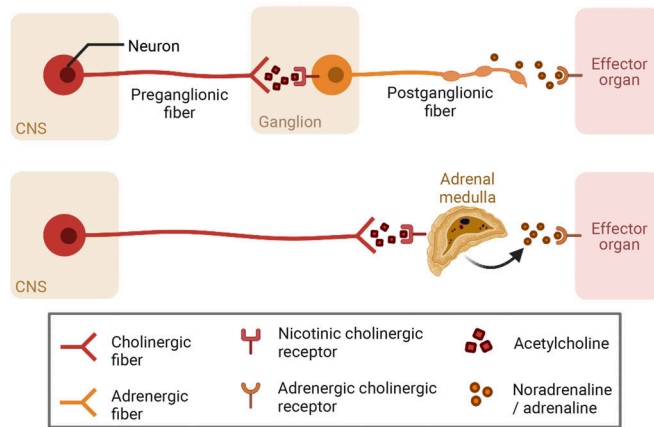 Neuron
Preganglionic
fiber
CNS
Ganglion
Postganglionic
fiber
Effector
organ
Adrenal
medulla
CNS
Effector
organ
Cholinergic
fiber
Nicotinic cholinergic
receptor
Acetylcholine
Adrenergic
fiber
Adrenergic cholinergic
receptor
Noradrenaline
/ adrenaline